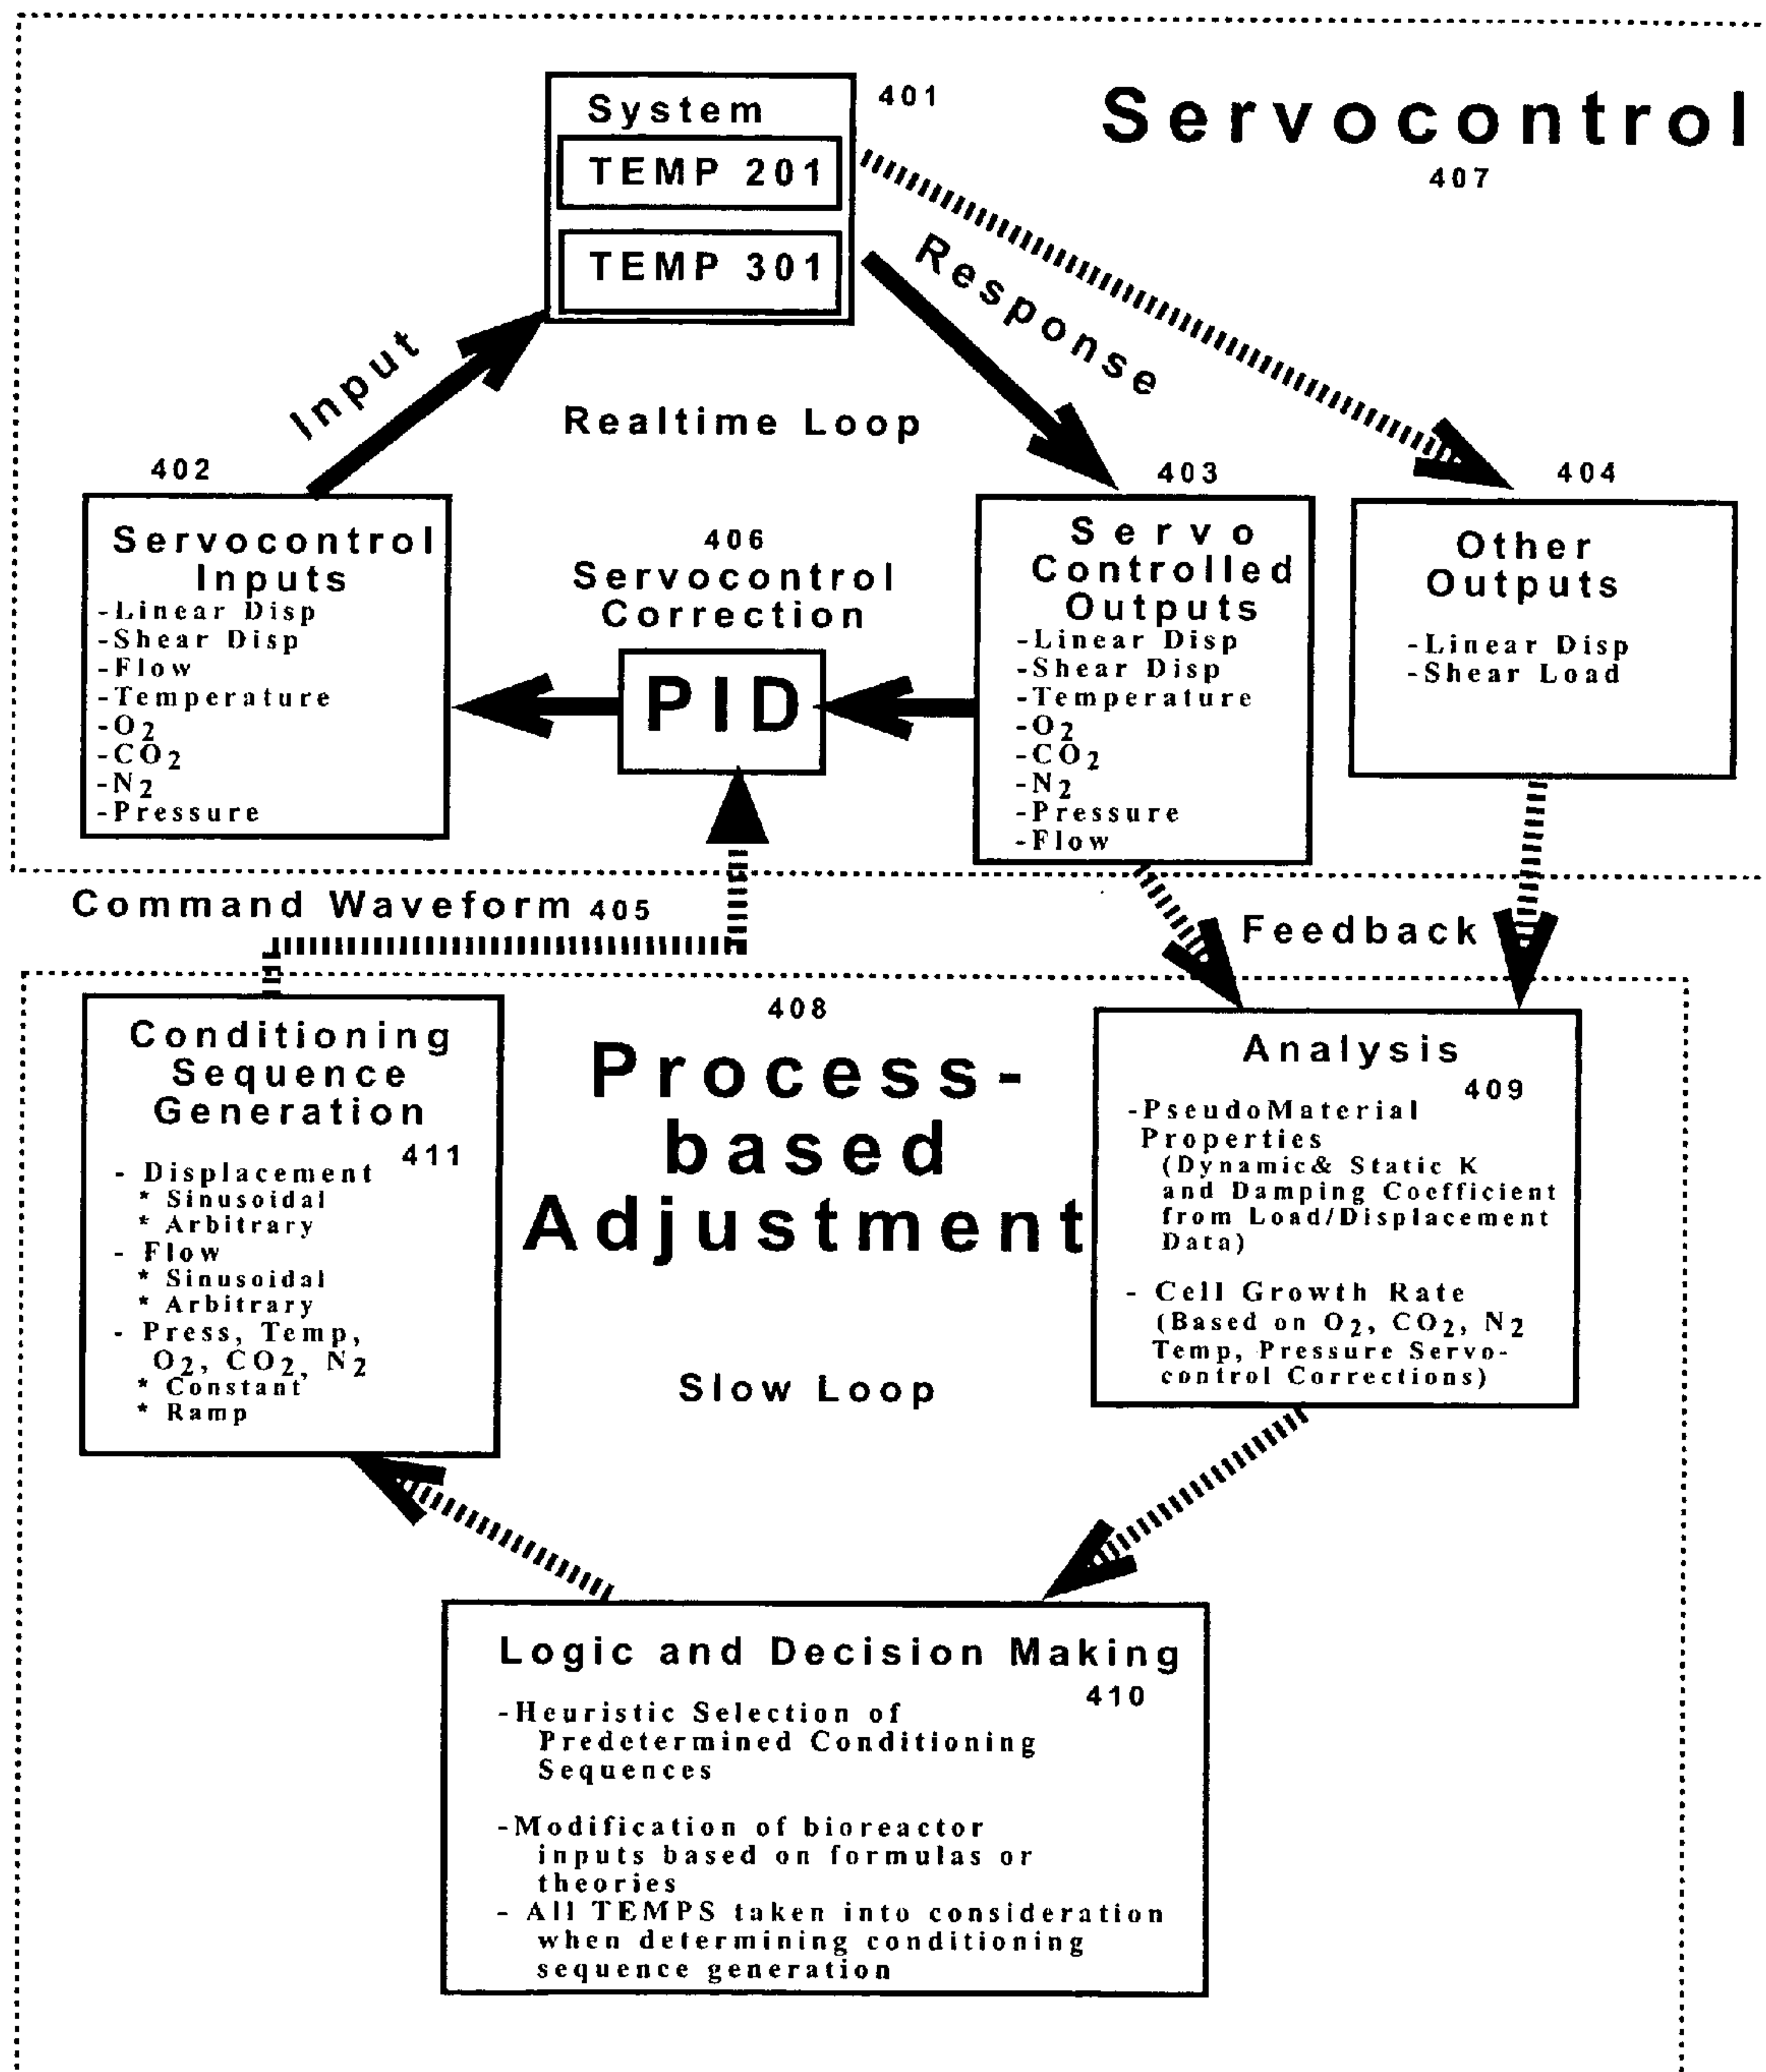 System
401
TEMP 201
TEMP 301
Servocontrol
407
Input
Response
Realtime Loop
402
Servocontrol
Inputs
-Linear Disp
-Shear Disp
-Flow
-Temperature
-O2
-CO2
-N2
-Pressure
406
Servocontrol
Correction
PID
403
Servo
Controlled
Outputs
-Linear Disp
-Shear Disp
-Temperature
-O2
-CO2
-N2
-Pressure
-Flow
404
Other
Outputs
-Linear Disp
-Shear Load
Command Waveform 405
Feedback
Conditioning
Sequence
Generation
411
- Displacement
* Sinusoidal
* Arbitrary
- Flow
* Sinusoidal
* Arbitrary
- Press, Temp,
O2, CO2, N2
* Constant
* Ramp
408
Process-
based
Adjustment
Slow Loop
Analysis
409
-PseudoMaterial
Properties
(Dynamic& Static K
and Damping Coefficient
from Load/Displacement
Data)
- Cell Growth Rate
(Based on O2, CO2, N2
Temp, Pressure Servo-
control Corrections)
Logic and Decision Making
410
-Heuristic Selection of
Predetermined Conditioning
Sequences
-Modification of bioreactor
inputs based on formulas or
theories
- All TEMPS taken into consideration
when determining conditioning
sequence generation